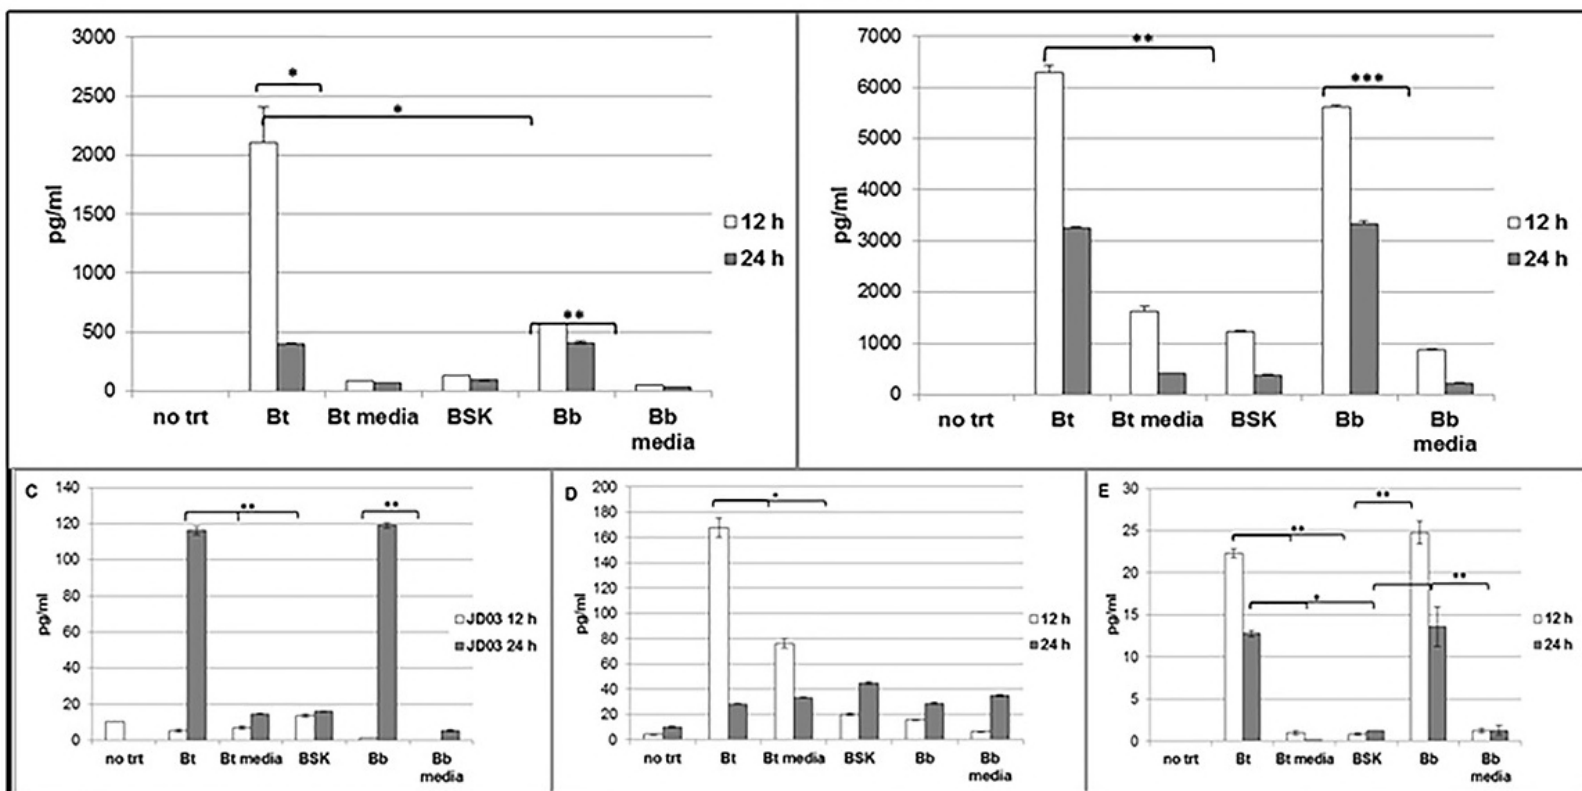 3000
2500
2000
1500
1000
500
0
pg/ml
*
*
**
no trt Bt Bt media BSK Bb Bb media
12 h
24 h
7000
6000
5000
4000
3000
2000
1000
0
pg/ml
**
***
no trt Bt Bt media BSK Bb Bb media
12 h
24 h
C
140
120
100
80
60
40
20
0
pg/ml
**
**
no trt Bt Bt media BSK Bb Bb media
JD03 12 h
JD03 24 h
D
200
180
160
140
120
100
80
60
40
20
0
pg/ml
*
no trt Bt Bt media BSK Bb Bb media
12 h
24 h
E
30
25
20
15
10
5
0
pg/ml
**
**
**
*
no trt Bt Bt media BSK Bb Bb media
12 h
24 h